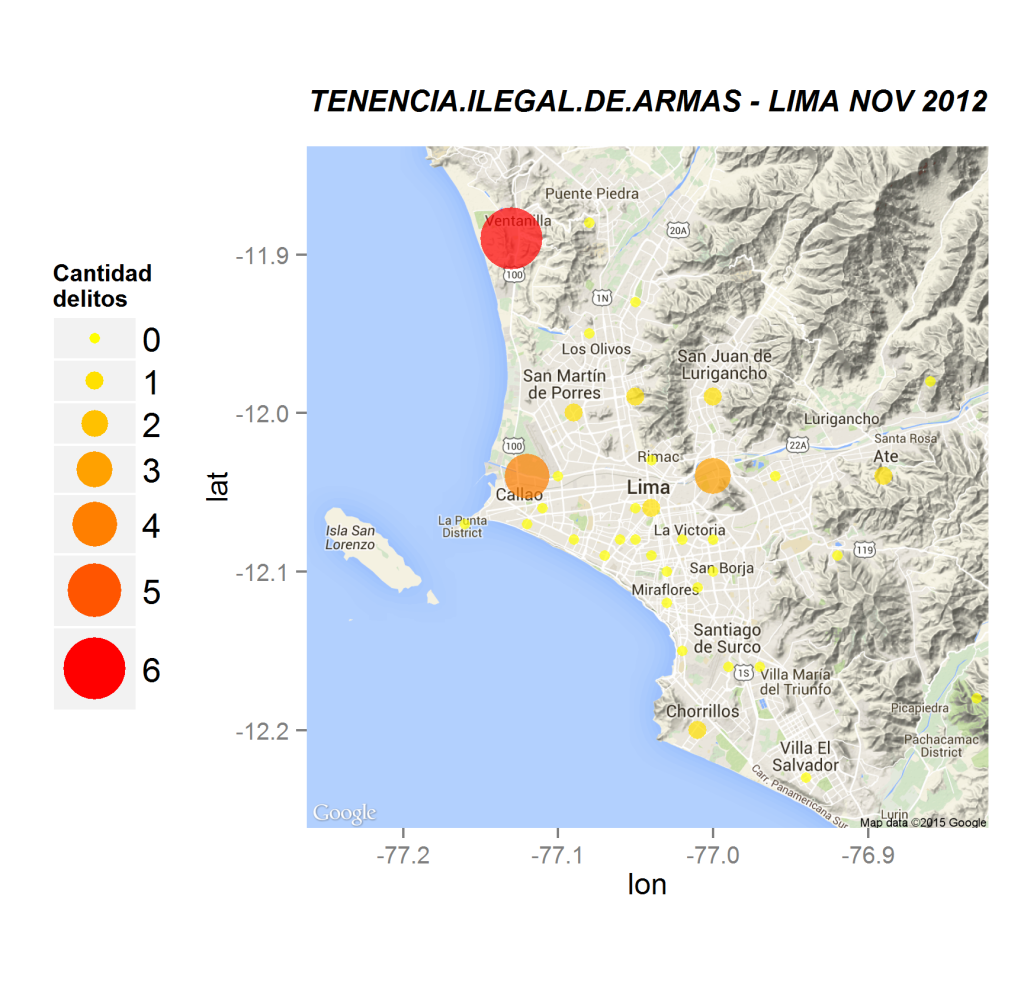 TENENCIA.ILEGAL.DE.ARMAS - LIMA NOV 2012
Cantidad
delitos
0
1
2
3
4
5
6
lat
-11.9
-12.0
-12.1
-12.2
Puente Piedra
Ventanilla
20A
100
1N
Los Olivos
San Juan de
Lurigancho
San Martín
de Porres
Lurigancho
100
22A
Santa Rosa
Rimac
Ate
Lima
Callao
La Punta
District
La Victoria
Isla San
Lorenzo
119
San Borja
Miraflores
Santiago
de Surco
1S
Villa María
del Triunfo
Chorrillos
Picapiedra
Pachacamac
District
Villa El
Salvador
Carr. Panamericana Sur
Lurin
Google
Map data ©2015 Google
-77.2
-77.1
-77.0
-76.9
lon